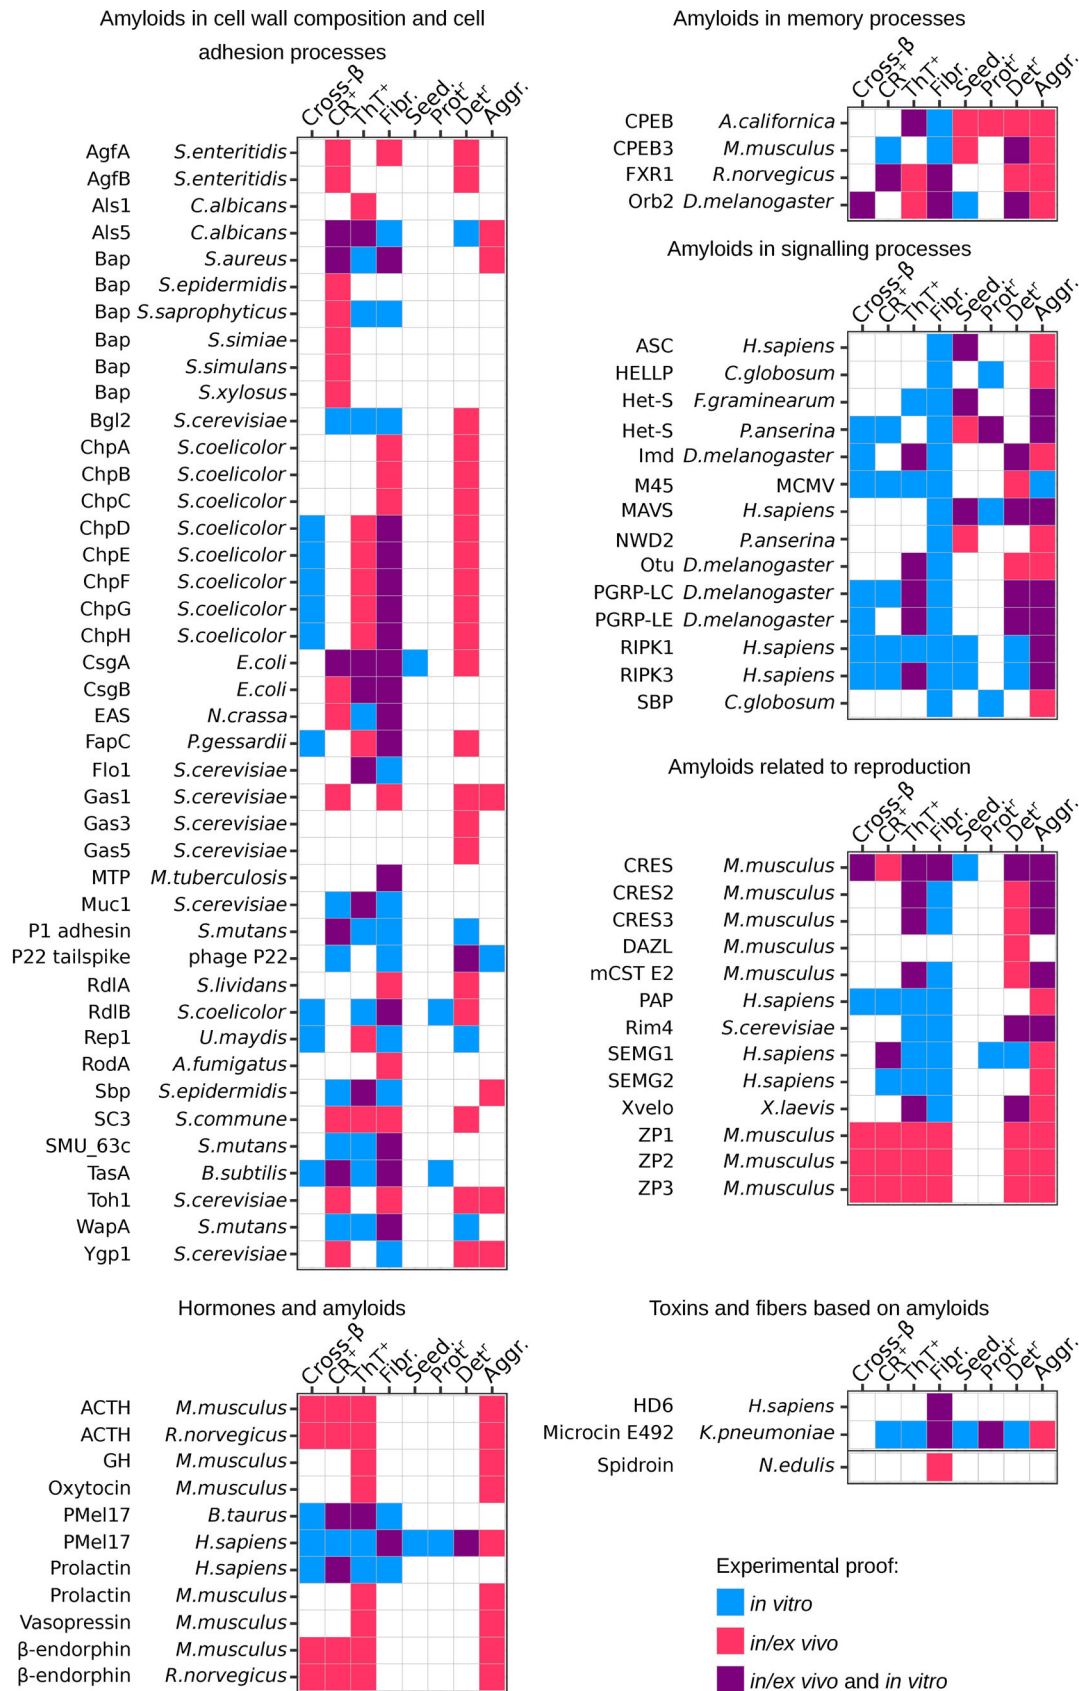 Amyloids in cell wall composition and cell
adhesion processes
Cross-β CR⁺ ThT⁺ Fibr. Seed. Protʳ Detʳ Aggr.
AgfA S.enteritidis
AgfB S.enteritidis
Als1 C.albicans
Als5 C.albicans
Bap S.aureus
Bap S.epidermidis
Bap S.saprophyticus
Bap S.simiae
Bap S.simulans
Bap S.xylosus
Bgl2 S.cerevisiae
ChpA S.coelicolor
ChpB S.coelicolor
ChpC S.coelicolor
ChpD S.coelicolor
ChpE S.coelicolor
ChpF S.coelicolor
ChpG S.coelicolor
ChpH S.coelicolor
CsgA E.coli
CsgB E.coli
EAS N.crassa
FapC P.gessardii
Flo1 S.cerevisiae
Gas1 S.cerevisiae
Gas3 S.cerevisiae
Gas5 S.cerevisiae
MTP M.tuberculosis
Muc1 S.cerevisiae
P1 adhesin S.mutans
P22 tailspike phage P22
RdlA S.lividans
RdlB S.coelicolor
Rep1 U.maydis
RodA A.fumigatus
Sbp S.epidermidis
SC3 S.commune
SMU_63c S.mutans
TasA B.subtilis
Toh1 S.cerevisiae
WapA S.mutans
Ygp1 S.cerevisiae
Hormones and amyloids
Cross-β CR⁺ ThT⁺ Fibr. Seed. Protʳ Detʳ Aggr.
ACTH M.musculus
ACTH R.norvegicus
GH M.musculus
Oxytocin M.musculus
PMel17 B.taurus
PMel17 H.sapiens
Prolactin H.sapiens
Prolactin M.musculus
Vasopressin M.musculus
β-endorphin M.musculus
β-endorphin R.norvegicus
Amyloids in memory processes
Cross-β CR⁺ ThT⁺ Fibr. Seed. Protʳ Detʳ Aggr.
CPEB A.californica
CPEB3 M.musculus
FXR1 R.norvegicus
Orb2 D.melanogaster
Amyloids in signalling processes
Cross-β CR⁺ ThT⁺ Fibr. Seed. Protʳ Detʳ Aggr.
ASC H.sapiens
HELLP C.globosum
Het-S F.graminearum
Het-S P.anserina
Imd D.melanogaster
M45 MCMV
MAVS H.sapiens
NWD2 P.anserina
Otu D.melanogaster
PGRP-LC D.melanogaster
PGRP-LE D.melanogaster
RIPK1 H.sapiens
RIPK3 H.sapiens
SBP C.globosum
Amyloids related to reproduction
Cross-β CR⁺ ThT⁺ Fibr. Seed. Protʳ Detʳ Aggr.
CRES M.musculus
CRES2 M.musculus
CRES3 M.musculus
DAZL M.musculus
mCST E2 M.musculus
PAP H.sapiens
Rim4 S.cerevisiae
SEMG1 H.sapiens
SEMG2 H.sapiens
Xvelo X.laevis
ZP1 M.musculus
ZP2 M.musculus
ZP3 M.musculus
Toxins and fibers based on amyloids
Cross-β CR⁺ ThT⁺ Fibr. Seed. Protʳ Detʳ Aggr.
HD6 H.sapiens
Microcin E492 K.pneumoniae
Spidroin N.edulis
Experimental proof:
in vitro
in/ex vivo
in/ex vivo and in vitro